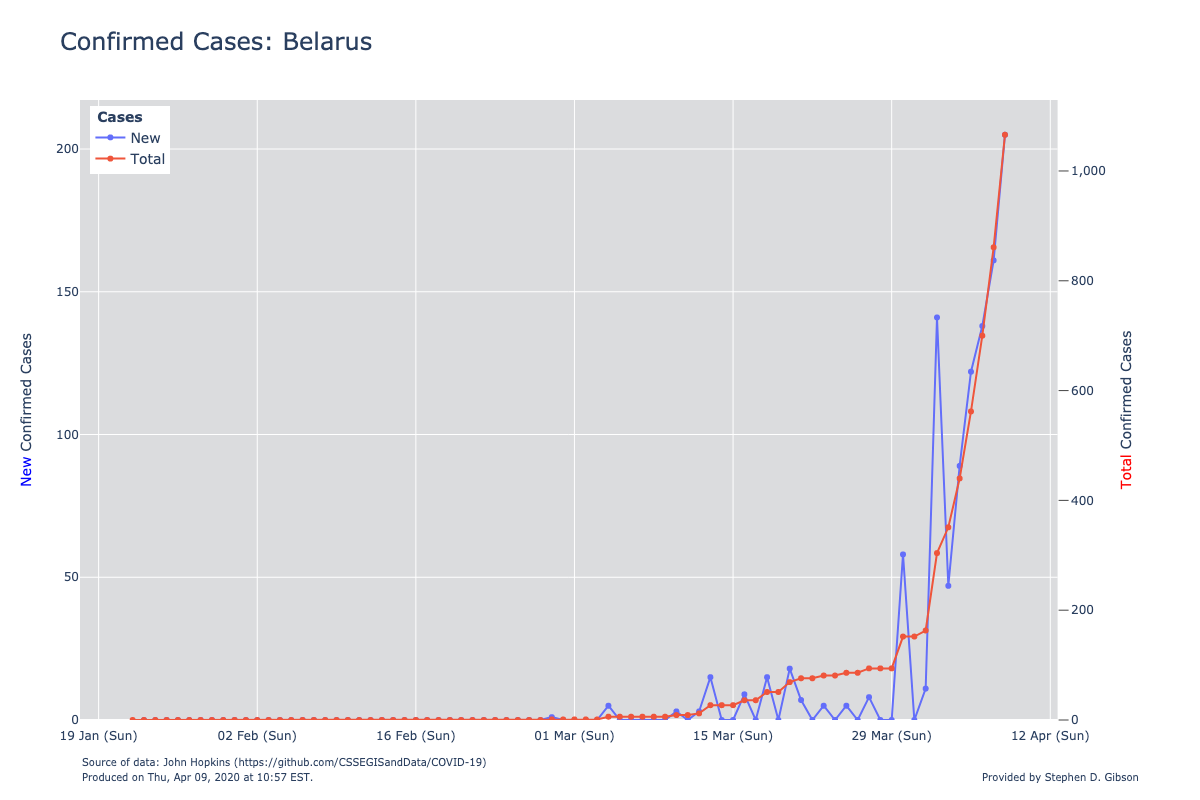 Confirmed Cases: Belarus
Cases
New
Total
200
150
100
50
0
1,000
800
600
400
200
0
New Confirmed Cases
Total Confirmed Cases
19 Jan (Sun) 02 Feb (Sun) 16 Feb (Sun) 01 Mar (Sun) 15 Mar (Sun) 29 Mar (Sun) 12 Apr (Sun)
Source of data: John Hopkins (https://github.com/CSSEGISandData/COVID-19)
Produced on Thu, Apr 09, 2020 at 10:57 EST.
Provided by Stephen D. Gibson